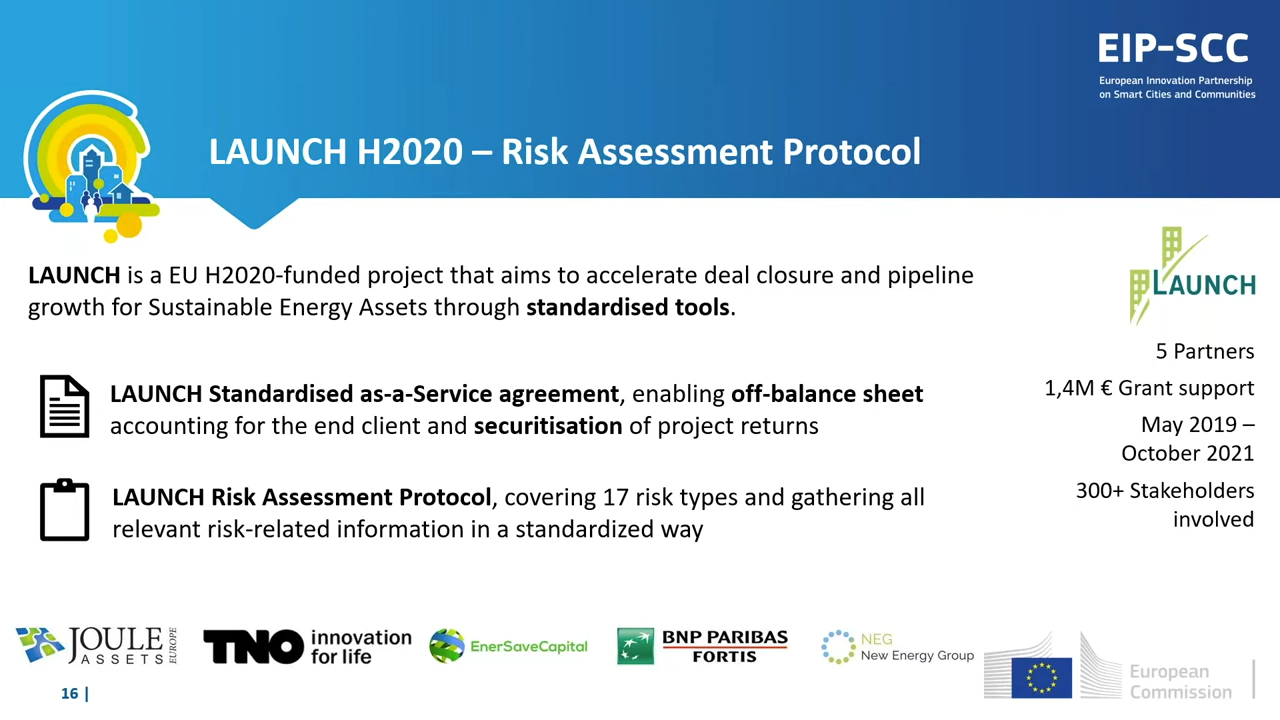 EIP-SCC
European Innovation Partnership
on Smart Cities and Communities
LAUNCH H2020 – Risk Assessment Protocol
LAUNCH is a EU H2020-funded project that aims to accelerate deal closure and pipeline
growth for Sustainable Energy Assets through standardised tools.
LAUNCH Standardised as-a-Service agreement, enabling off-balance sheet
accounting for the end client and securitisation of project returns
LAUNCH Risk Assessment Protocol, covering 17 risk types and gathering all
relevant risk-related information in a standardized way
LAUNCH
5 Partners
1,4M € Grant support
May 2019 –
October 2021
300+ Stakeholders
involved
JOULE
ASSETS
EUROPE
TNO
innovation
for life
EnerSaveCapital
BNP PARIBAS
FORTIS
NEG
New Energy Group
European
Commission
16 |